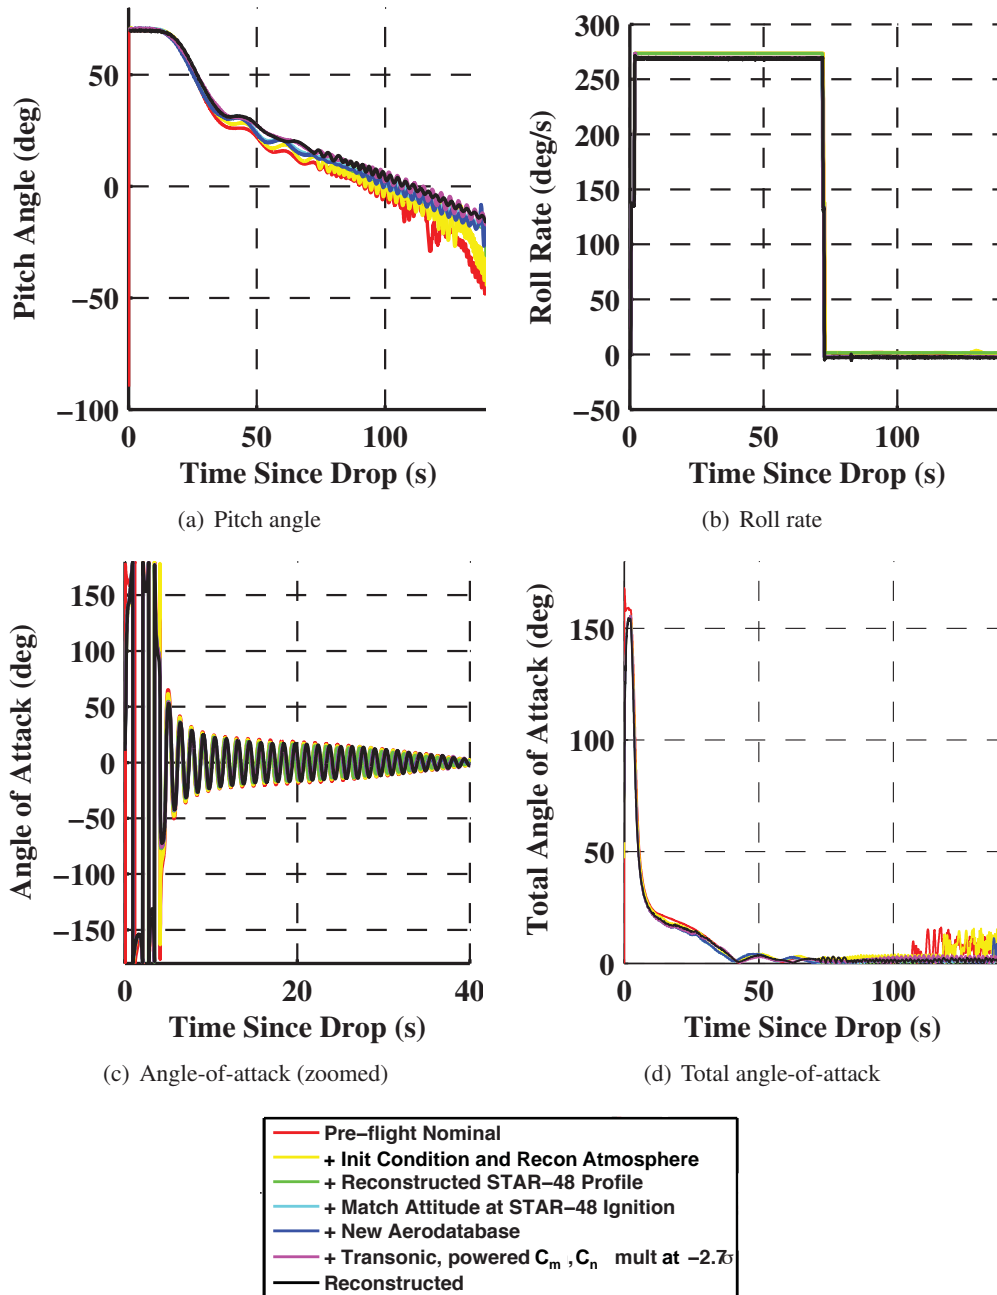 50
0
−50
−100
0
50
100
Pitch Angle (deg)
Time Since Drop (s)
(a) Pitch angle
300
250
200
150
100
50
0
−50
0
50
100
Roll Rate (deg/s)
Time Since Drop (s)
(b) Roll rate
150
100
50
0
−50
−100
−150
0
20
40
Angle of Attack (deg)
Time Since Drop (s)
(c) Angle-of-attack (zoomed)
150
100
50
0
0
50
100
Total Angle of Attack (deg)
Time Since Drop (s)
(d) Total angle-of-attack
Pre−flight Nominal
+ Init Condition and Recon Atmosphere
+ Reconstructed STAR−48 Profile
+ Match Attitude at STAR−48 Ignition
+ New Aerodatabase
+ Transonic, powered Cm , Cn mult at −2.7σ
Reconstructed